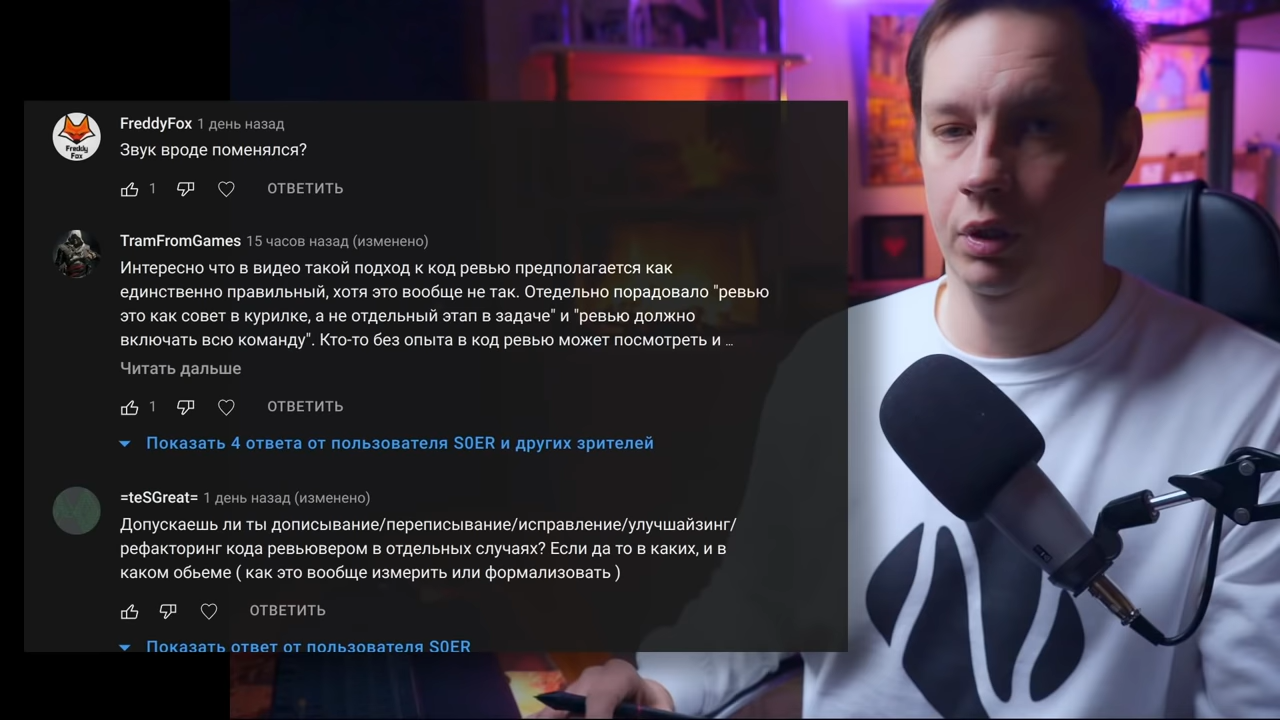 FreddyFox 1 день назад
Звук вроде поменялся?
1 ОТВЕТИТЬ
Freddy
Fox
TramFromGames 15 часов назад (изменено)
Интересно что в видео такой подход к код ревью предполагается как
единственно правильный, хотя это вообще не так. Отедельно порадовало "ревью
это как совет в курилке, а не отдельный этап в задаче" и "ревью должно
включать всю команду". Кто-то без опыта в код ревью может посмотреть и ...
Читать дальше
1 ОТВЕТИТЬ
Показать 4 ответа от пользователя S0ER и других зрителей
=teSGreat= 1 день назад (изменено)
Допускаешь ли ты дописывание/переписывание/исправление/улучшайзинг/
рефакторинг кода ревьювером в отдельных случаях? Если да то в каких, и в
каком обьеме ( как это вообще измерить или формализовать )
ОТВЕТИТЬ
Показать ответ от пользователя S0ER